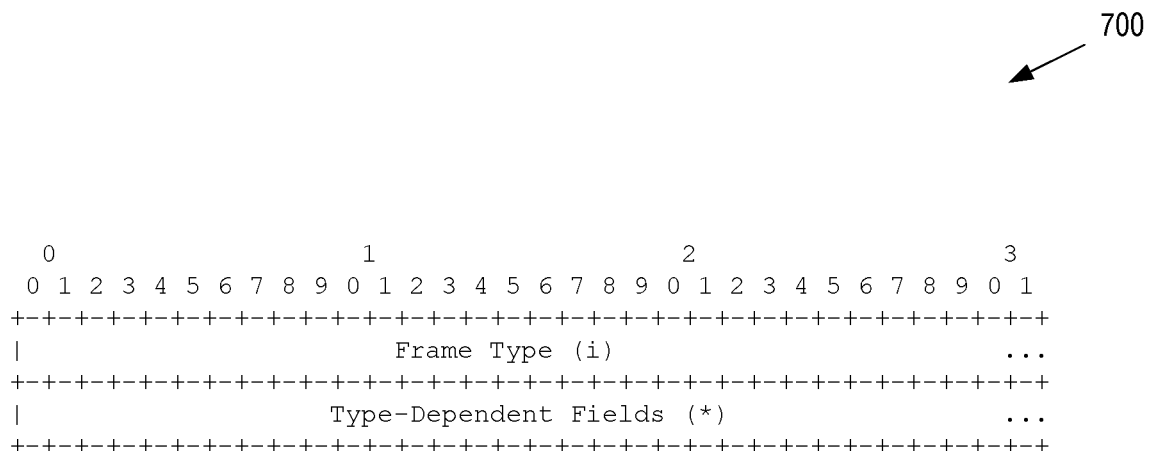 700
0                   1                   2                   3
0 1 2 3 4 5 6 7 8 9 0 1 2 3 4 5 6 7 8 9 0 1 2 3 4 5 6 7 8 9 0 1
+-+-+-+-+-+-+-+-+-+-+-+-+-+-+-+-+-+-+-+-+-+-+-+-+-+-+-+-+-+-+-+-+
|                       Frame Type (i)                        ...
+-+-+-+-+-+-+-+-+-+-+-+-+-+-+-+-+-+-+-+-+-+-+-+-+-+-+-+-+-+-+-+-+
|                   Type-Dependent Fields (*)                 ...
+-+-+-+-+-+-+-+-+-+-+-+-+-+-+-+-+-+-+-+-+-+-+-+-+-+-+-+-+-+-+-+-+